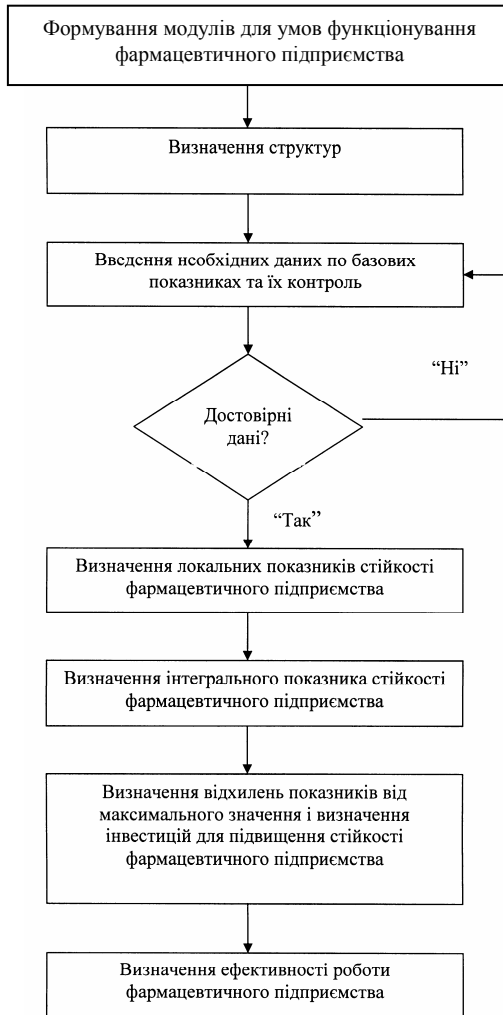 Формування модулів для умов функціонування
фармацевтичного підприємства
Визначення структур
Введення необхідних даних по базових
показниках та їх контроль
“Ні”
Достовірні
дані?
“Так”
Визначення локальних показників стійкості
фармацевтичного підприємства
Визначення інтегрального показника стійкості
фармацевтичного підприємства
Визначення відхилень показників від
максимального значення і визначення
інвестицій для підвищення стійкості
фармацевтичного підприємства
Визначення ефективності роботи
фармацевтичного підприємства